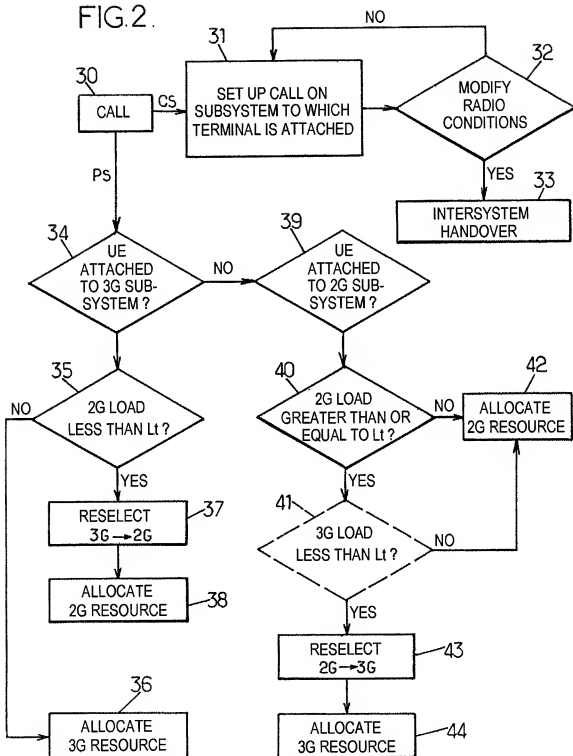 FIG.2.
30
CALL
CS
31
SET UP CALL ON
SUBSYSTEM TO WHICH
TERMINAL IS ATTACHED
NO
32
MODIFY
RADIO
CONDITIONS
YES
33
INTERSYSTEM
HANDOVER
PS
34
UE
ATTACHED
TO 3G SUB-
SYSTEM ?
NO
39
UE
ATTACHED
TO 2G SUB-
SYSTEM ?
35
2G LOAD
LESS THAN Lt ?
NO
YES
40
2G LOAD
GREATER THAN OR
EQUAL TO Lt ?
NO
YES
42
ALLOCATE
2G RESOURCE
RESELECT
3G → 2G
37
ALLOCATE
2G RESOURCE
38
41
3G LOAD
LESS THAN Lt ?
NO
YES
RESELECT
2G → 3G
43
36
ALLOCATE
3G RESOURCE
ALLOCATE
3G RESOURCE
44